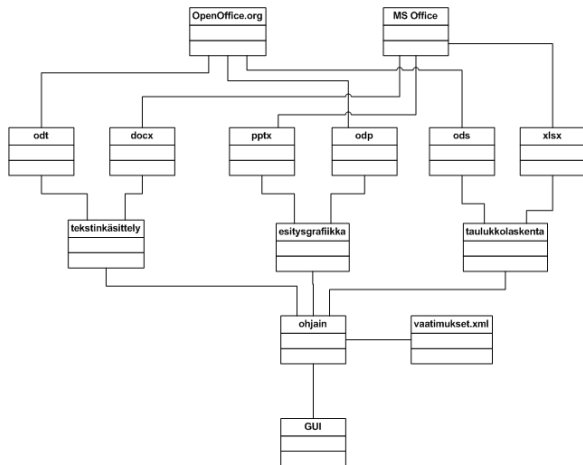 OpenOffice.org
MS Office
odt
docx
pptx
odp
ods
xlsx
tekstinkäsittely
esitysgrafiikka
taulukkolaskenta
ohjain
vaatimukset.xml
GUI